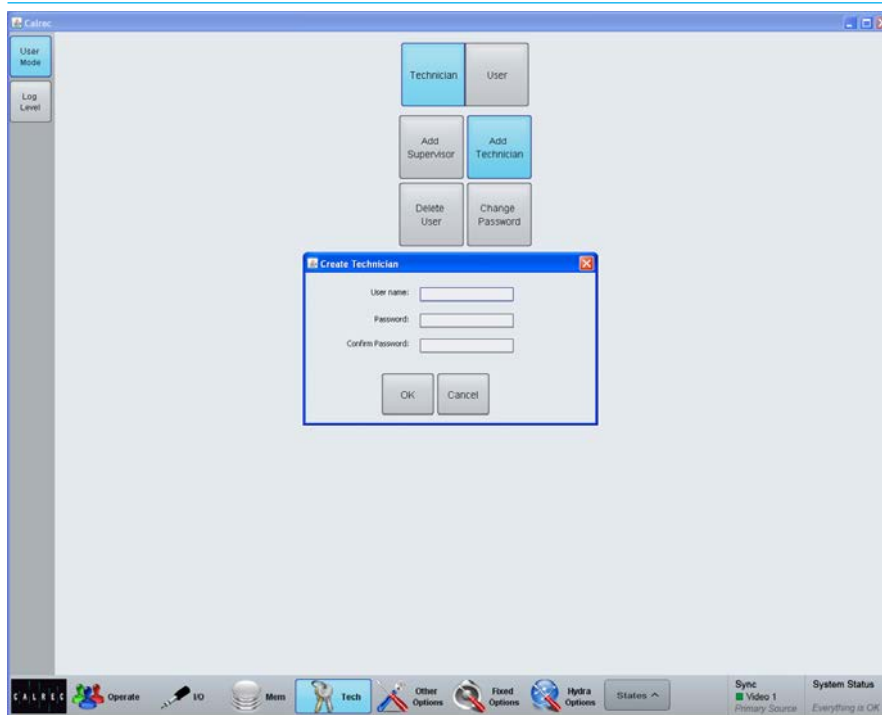 Calrec
User
Mode
Log
Level
Technician
User
Add
Supervisor
Add
Technician
Delete
User
Change
Password
Create Technician
User name:
Password:
Confirm Password:
OK
Cancel
CALREC
Operate
I/O
Mem
Tech
Other
Options
Fixed
Options
Hydra
Options
States ^
Sync
Video 1
Primary Source
System Status
Everything is OK